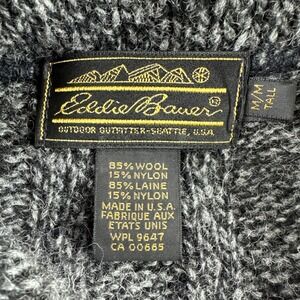 Eddie Bauer
OUTDOOR OUTFITTER-SEATTLE, U.S.A.
M/M
TALL
85% WOOL
15% NYLON
85% LAINE
15% NYLON
MADE IN U.S.A.
FABRIQUE AUX
ETATS UNIS
WPL 9647
CA 00665